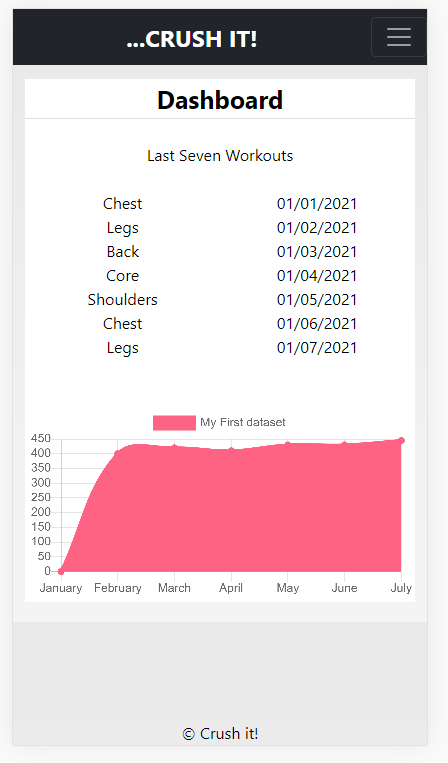 ...CRUSH IT!
Dashboard
Last Seven Workouts
Chest 01/01/2021
Legs 01/02/2021
Back 01/03/2021
Core 01/04/2021
Shoulders 01/05/2021
Chest 01/06/2021
Legs 01/07/2021
My First dataset
450
400
350
300
250
200
150
100
50
0
January February March April May June July
© Crush it!